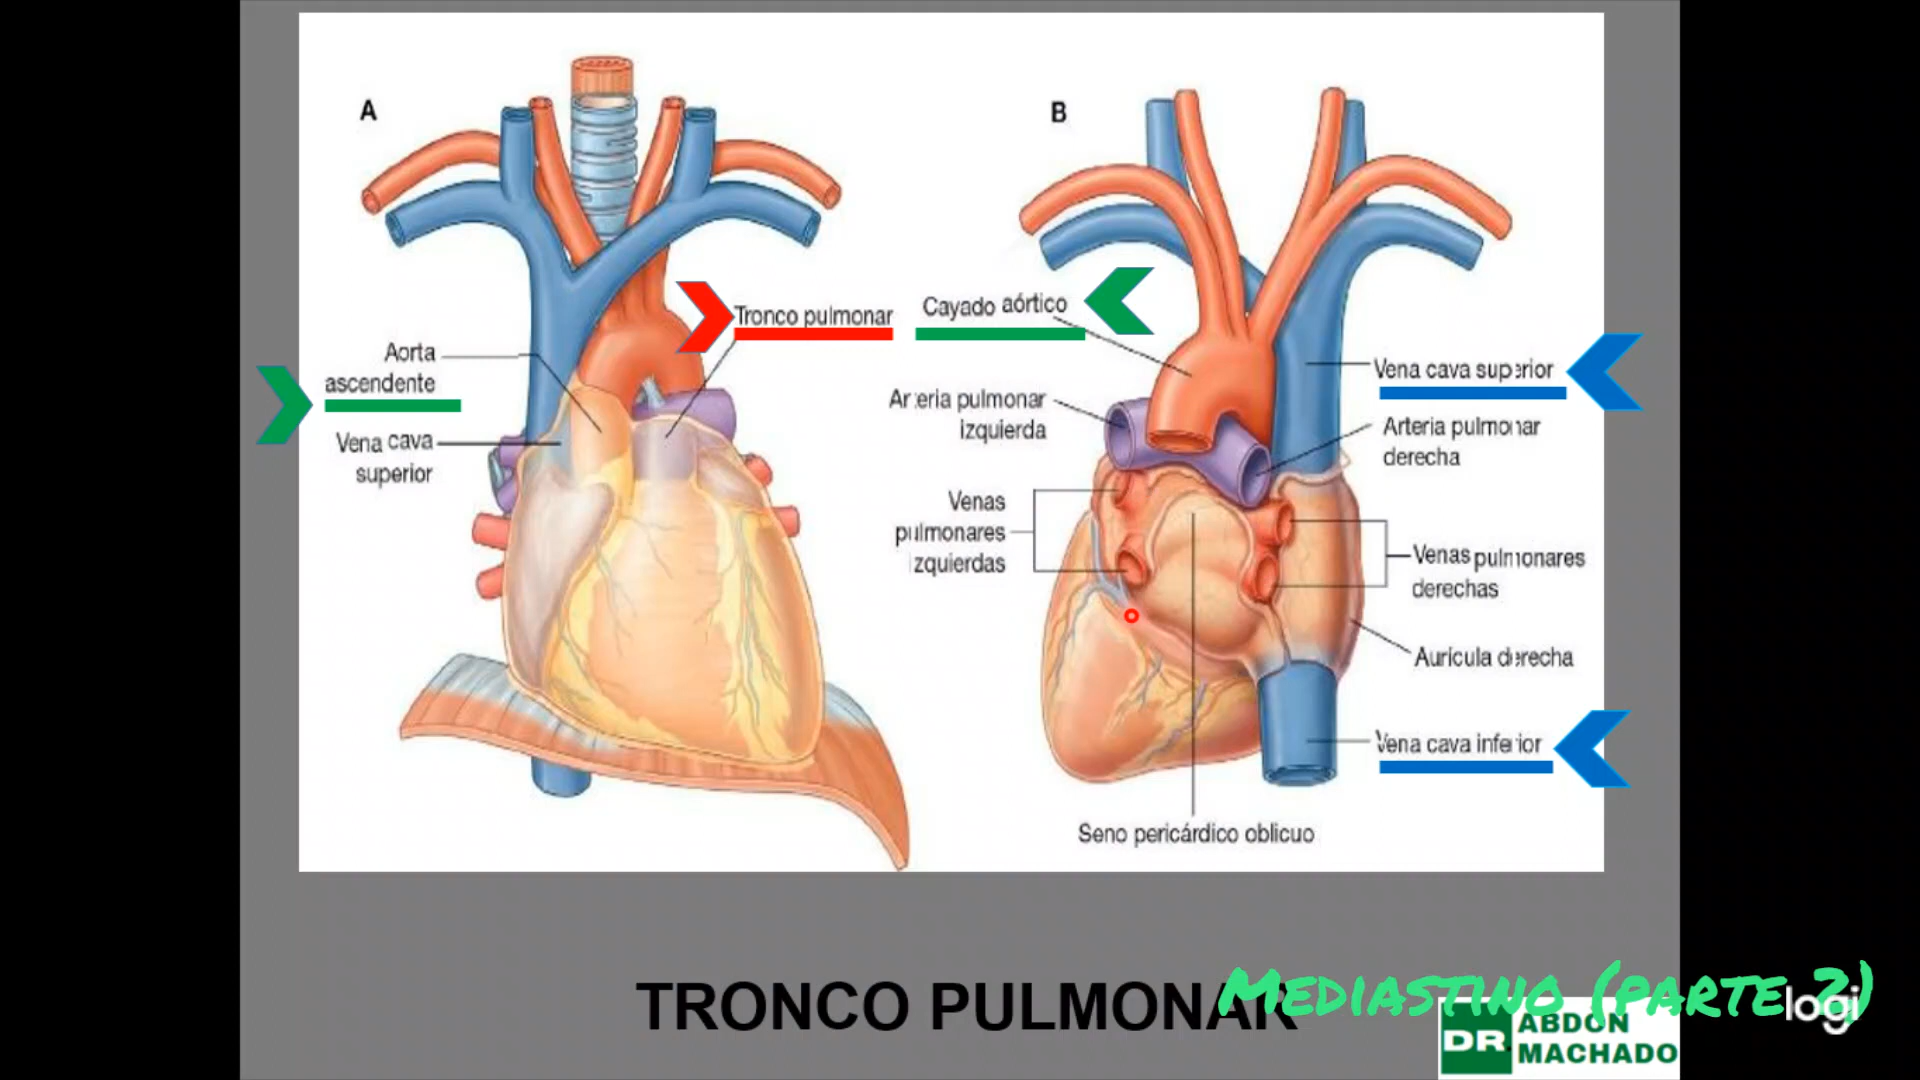 A
B
Tronco pulmonar
Cayado aórtico
Aorta
ascendente
Vena cava
superior
Vena cava superior
Arteria pulmonar
izquierda
Arteria pulmonar
derecha
Venas
pulmonares
izquierdas
Venas pulmonares
derechas
Aurícula derecha
Vena cava inferior
Seno pericárdico oblicuo
TRONCO PULMONAR
Mediastino (parte 2)
logi
DR. ABDÓN
MACHADO